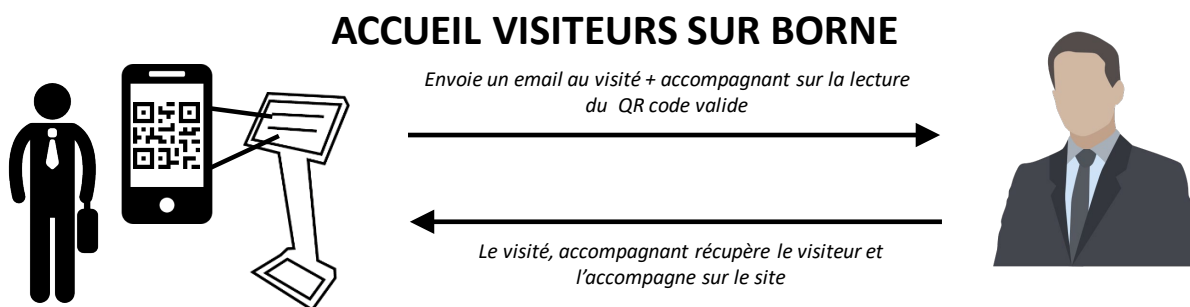 ACCUEIL VISITEURS SUR BORNE
Envoie un email au visité + accompagnant sur la lecture
du QR code valide
Le visité, accompagnant récupère le visiteur et
l'accompagne sur le site